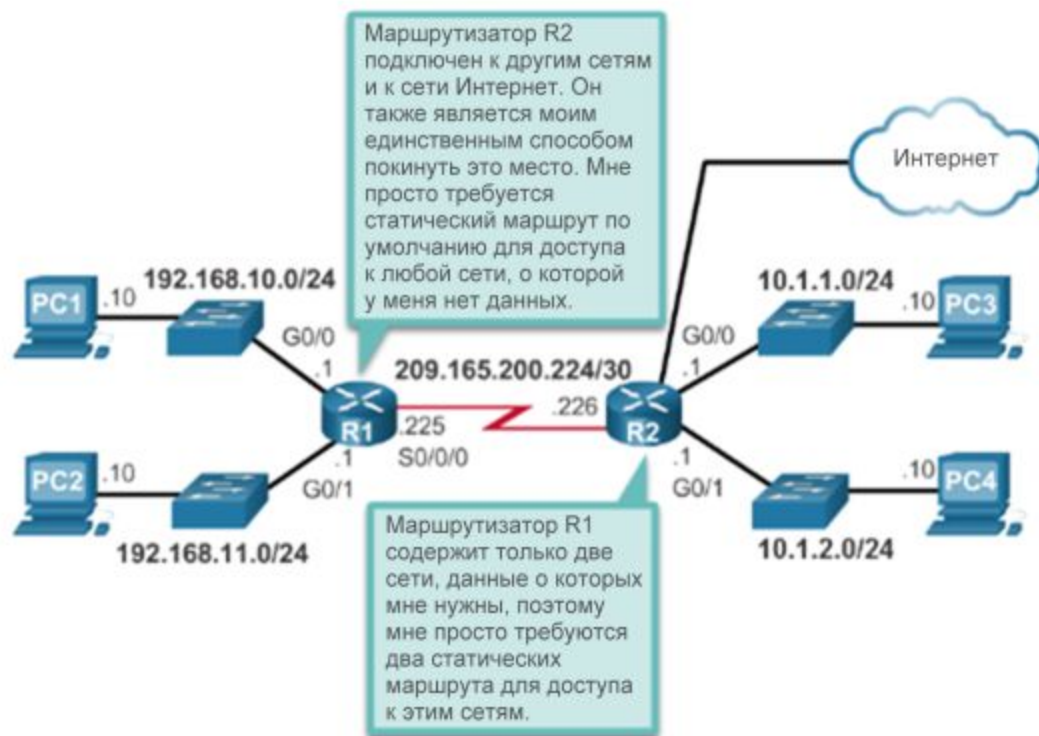 Маршрутизатор R2
подключен к другим сетям
и к сети Интернет. Он
также является моим
единственным способом
покинуть это место. Мне
просто требуется
статический маршрут по
умолчанию для доступа
к любой сети, о которой
у меня нет данных.
Интернет
192.168.10.0/24
10.1.1.0/24
PC1
.10
.10
PC3
G0/0
G0/0
.1
209.165.200.224/30
.1
.226
R1
.225
R2
S0/0/0
PC2
.10
.1
G0/1
.1
G0/1
.10
PC4
192.168.11.0/24
10.1.2.0/24
Маршрутизатор R1
содержит только две
сети, данные о которых
мне нужны, поэтому
мне просто требуются
два статических
маршрута для доступа
к этим сетям.